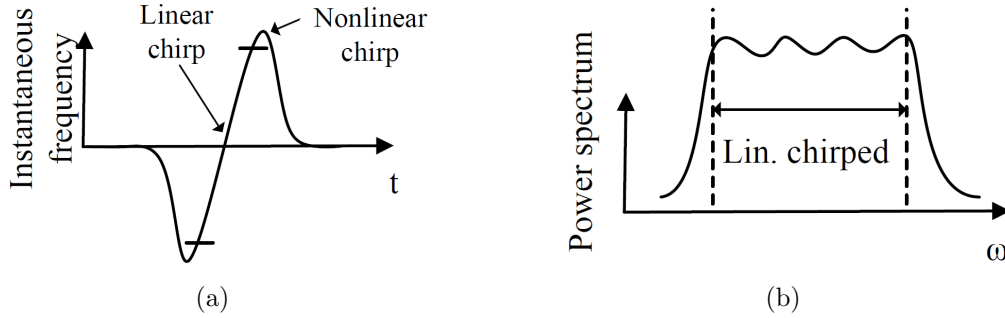 Instantaneous
frequency
Linear
chirp
Nonlinear
chirp
t
(a)
Power spectrum
Lin. chirped
ω
(b)